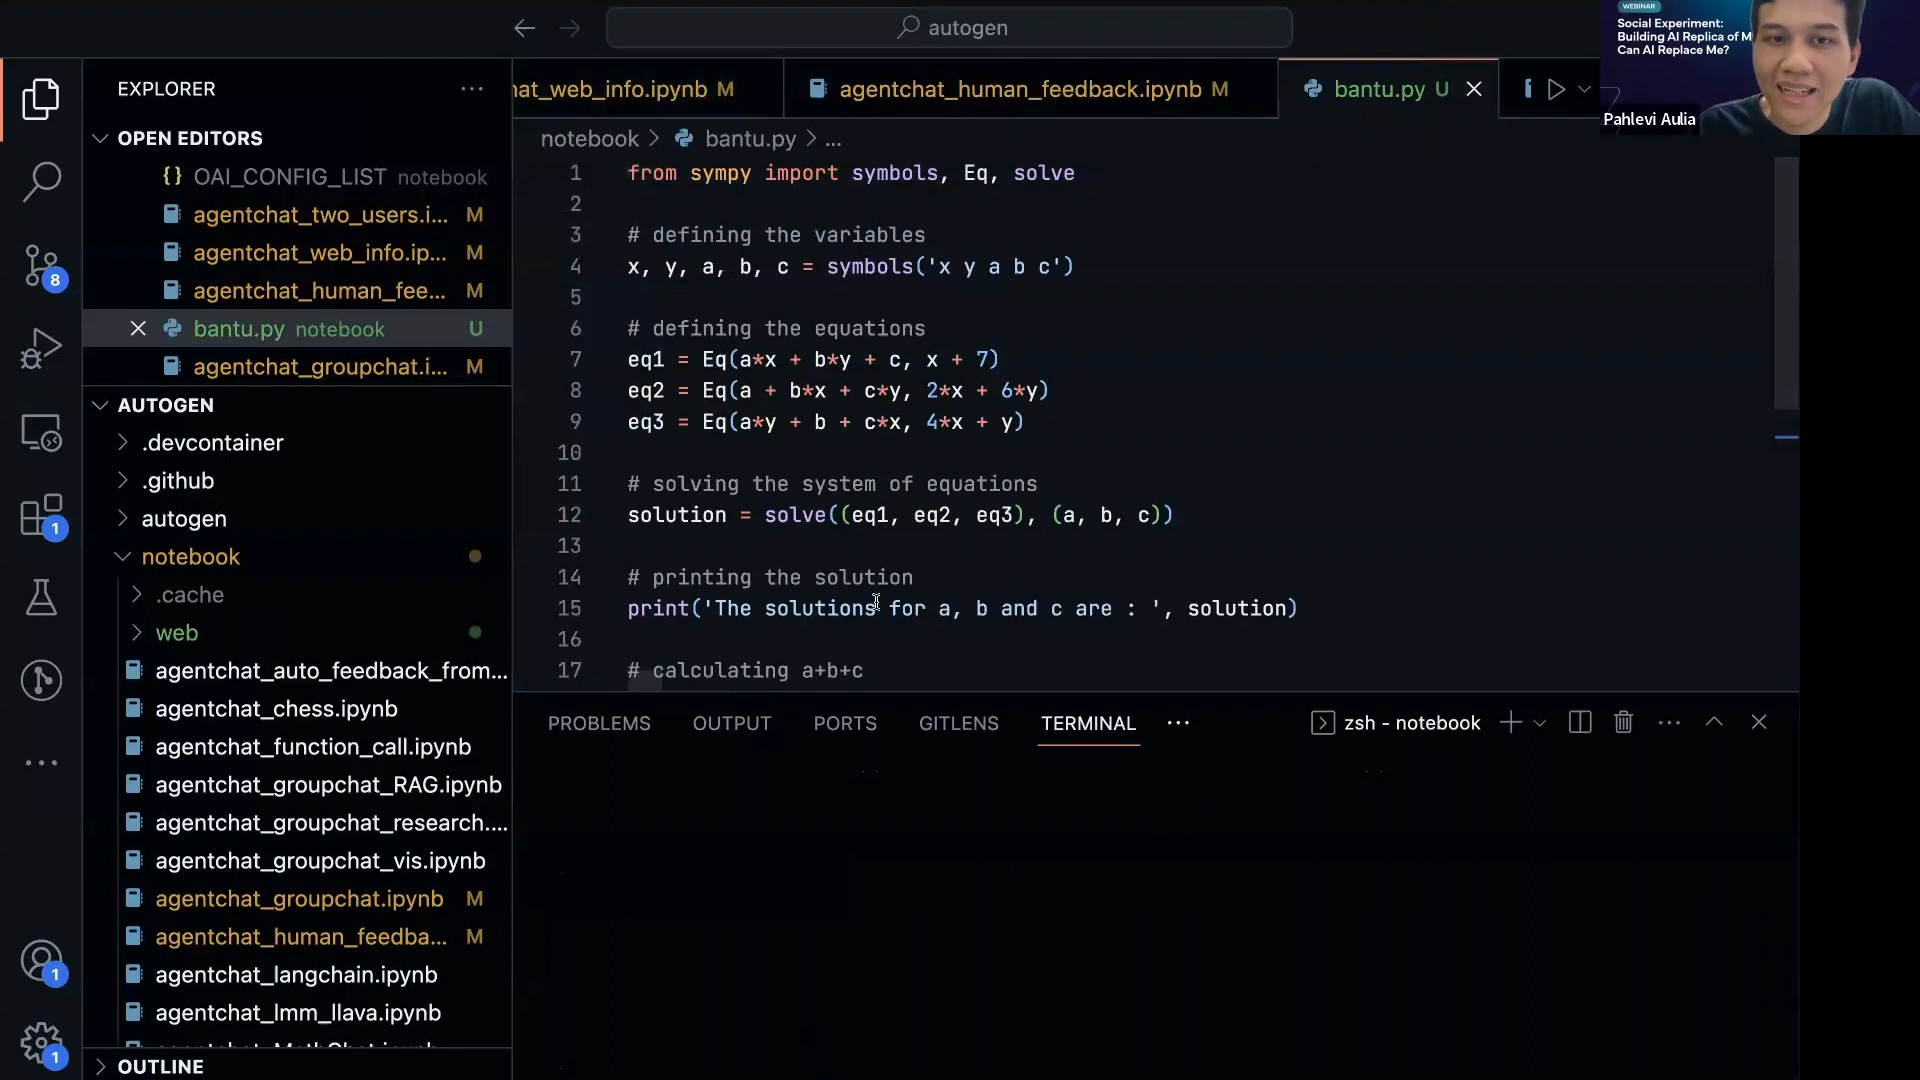 autogen
WEBINAR
Social Experiment:
Building AI Replica of M
Can AI Replace Me?
Pahlevi Aulia
EXPLORER
OPEN EDITORS
{} OAI_CONFIG_LIST notebook
agentchat_two_users.i... M
agentchat_web_info.ip... M
agentchat_human_fee... M
bantu.py notebook U
agentchat_groupchat.i... M
AUTOGEN
.devcontainer
.github
autogen
notebook
.cache
web
agentchat_auto_feedback_from...
agentchat_chess.ipynb
agentchat_function_call.ipynb
agentchat_groupchat_RAG.ipynb
agentchat_groupchat_research....
agentchat_groupchat_vis.ipynb
agentchat_groupchat.ipynb M
agentchat_human_feedba... M
agentchat_langchain.ipynb
agentchat_lmm_llava.ipynb
OUTLINE
8
1
1
1
hat_web_info.ipynb M
agentchat_human_feedback.ipynb M
bantu.py U
notebook > bantu.py > ...
1 from sympy import symbols, Eq, solve
2
3 # defining the variables
4 x, y, a, b, c = symbols('x y a b c')
5
6 # defining the equations
7 eq1 = Eq(a*x + b*y + c, x + 7)
8 eq2 = Eq(a + b*x + c*y, 2*x + 6*y)
9 eq3 = Eq(a*y + b + c*x, 4*x + y)
10
11 # solving the system of equations
12 solution = solve((eq1, eq2, eq3), (a, b, c))
13
14 # printing the solution
15 print('The solutions for a, b and c are : ', solution)
16
17 # calculating a+b+c
PROBLEMS OUTPUT PORTS GITLENS TERMINAL ... zsh - notebook